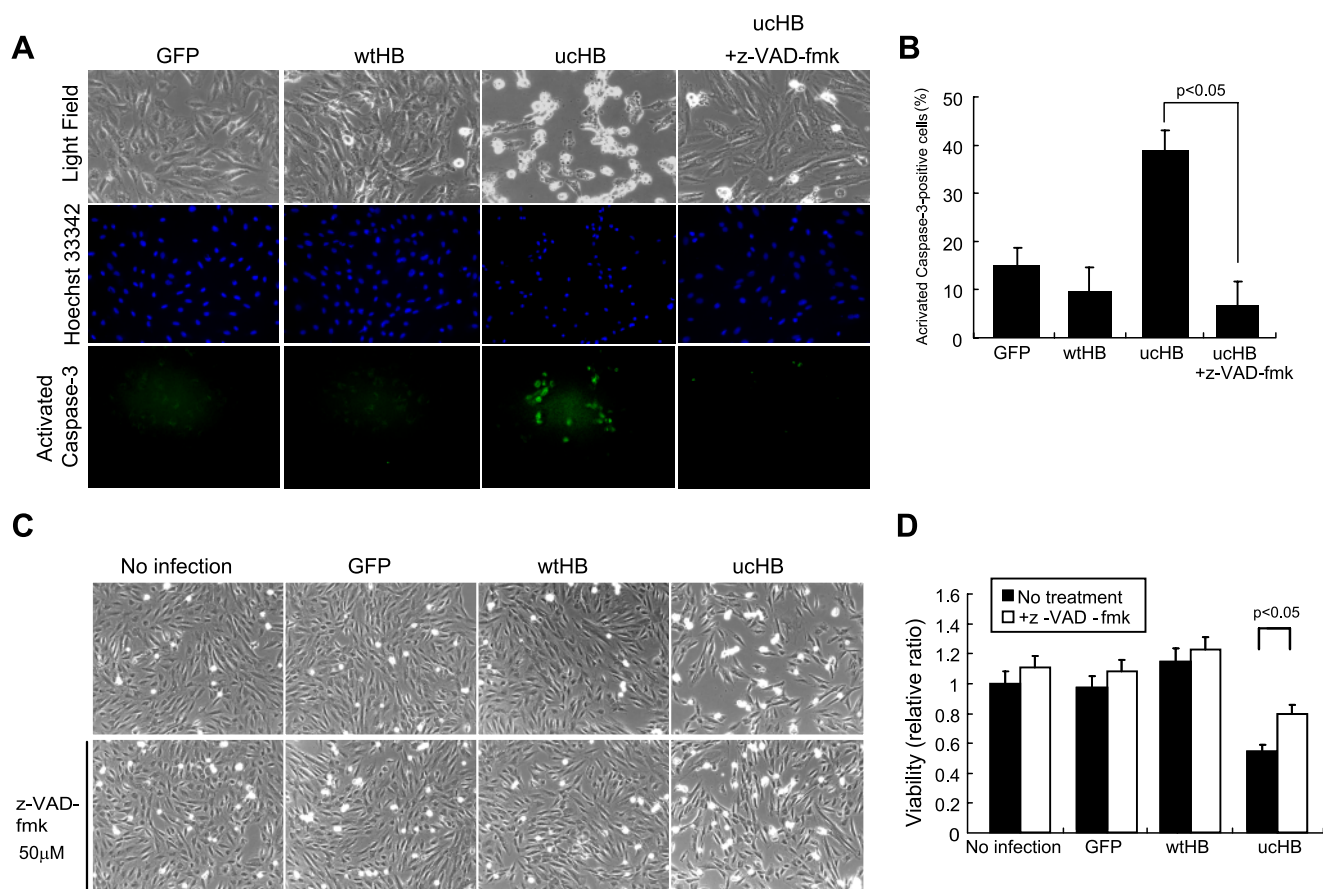 A
GFP
wtHB
ucHB
ucHB
+z-VAD-fmk
Light Field
Hoechst 33342
Activated
Caspase-3
B
Acrivated Caspase-3-positive cells(%)
50
40
30
20
10
0
p<0.05
GFP
wtHB
ucHB
ucHB
+z-VAD-fmk
C
No infection
GFP
wtHB
ucHB
z-VAD-
fmk
50μM
D
Viability (relative ratio)
1.6
1.4
1.2
1
0.8
0.6
0.4
0.2
0
No treatment
+z -VAD - fmk
p<0.05
No infection
GFP
wtHB
ucHB